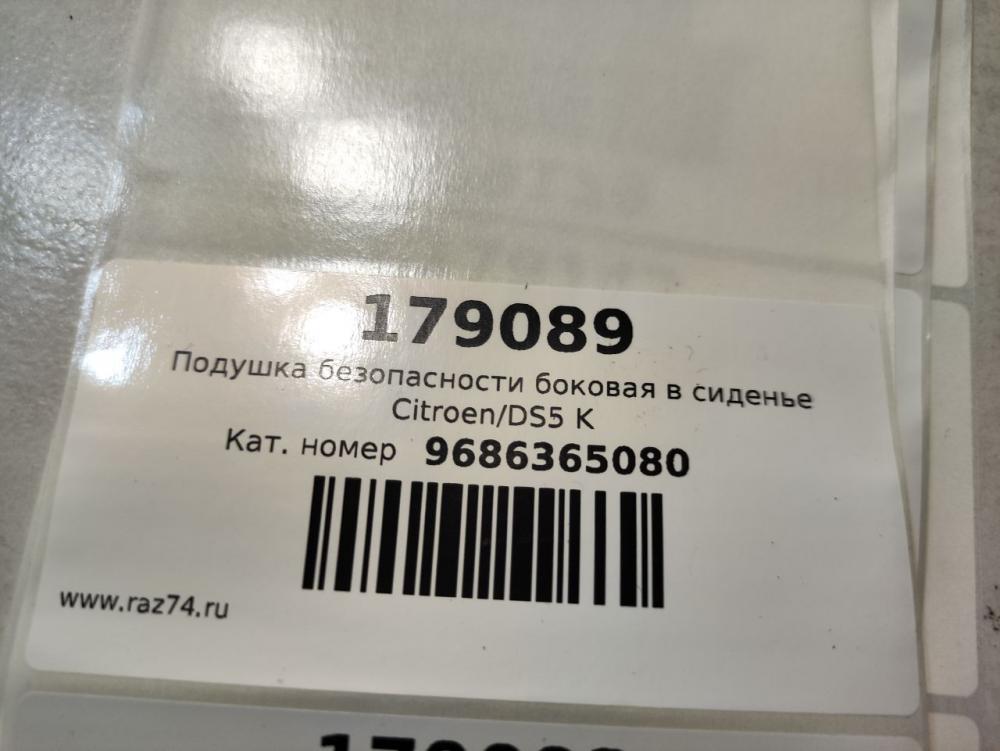 179089
Подушка безопасности боковая в сиденье
Citroen/DS5 K
Кат. номер 9686365080
www.raz74.ru